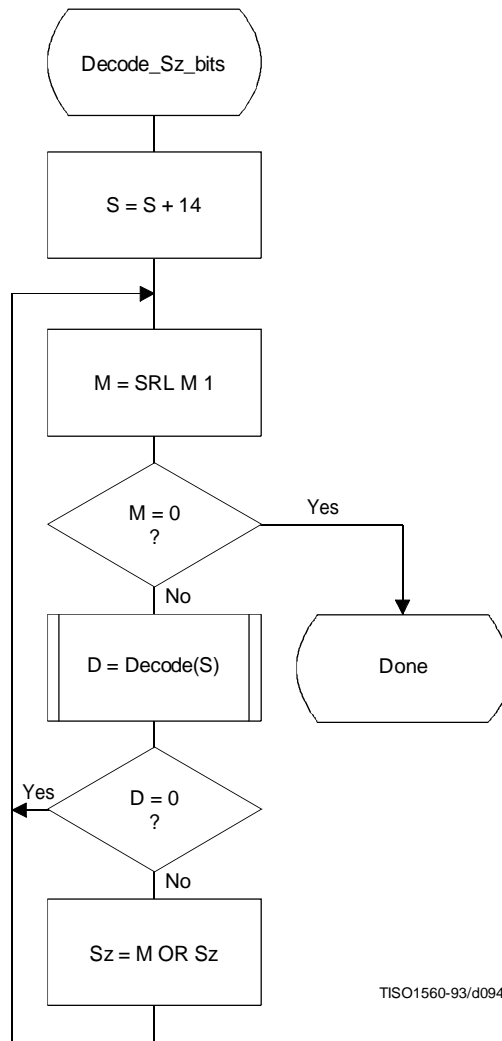 Decode_Sz_bits
S = S + 14
M = SRL M 1
M = 0
?
Yes
No
D = Decode(S)
Done
D = 0
?
Yes
No
Sz = M OR Sz
TISO1560-93/d094